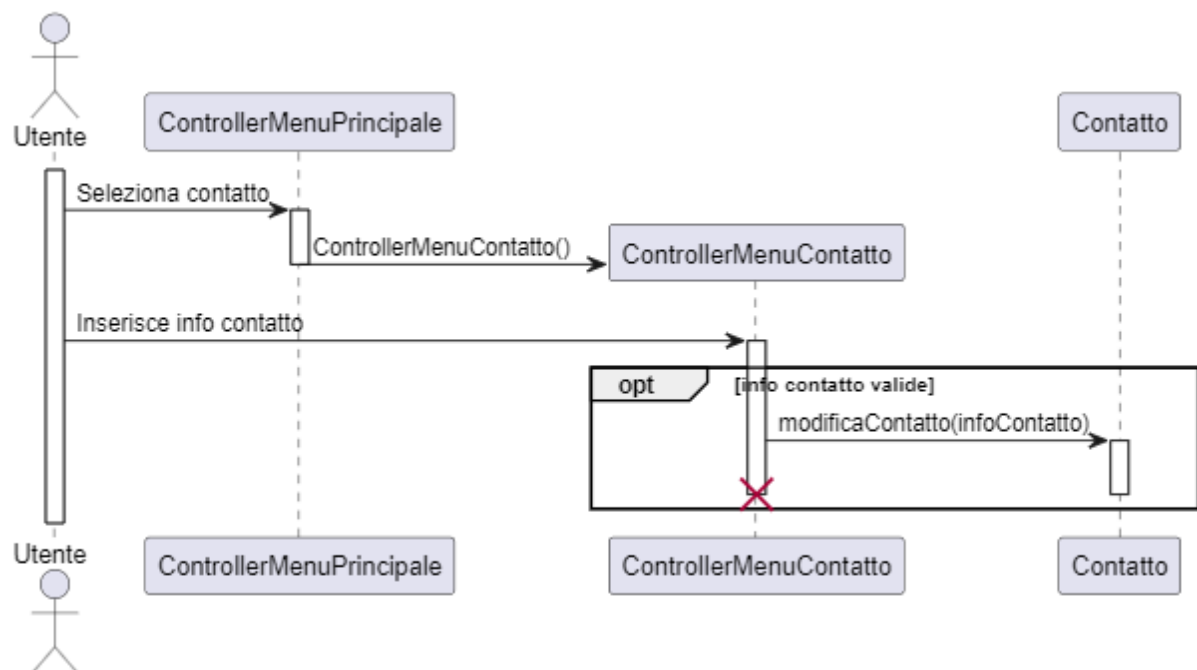 Utente
ControllerMenuPrincipale
Contatto
Seleziona contatto
ControllerMenuContatto()
ControllerMenuContatto
Inserisce info contatto
opt
[info contatto valide]
modificaContatto(infoContatto)
Utente
ControllerMenuPrincipale
ControllerMenuContatto
Contatto